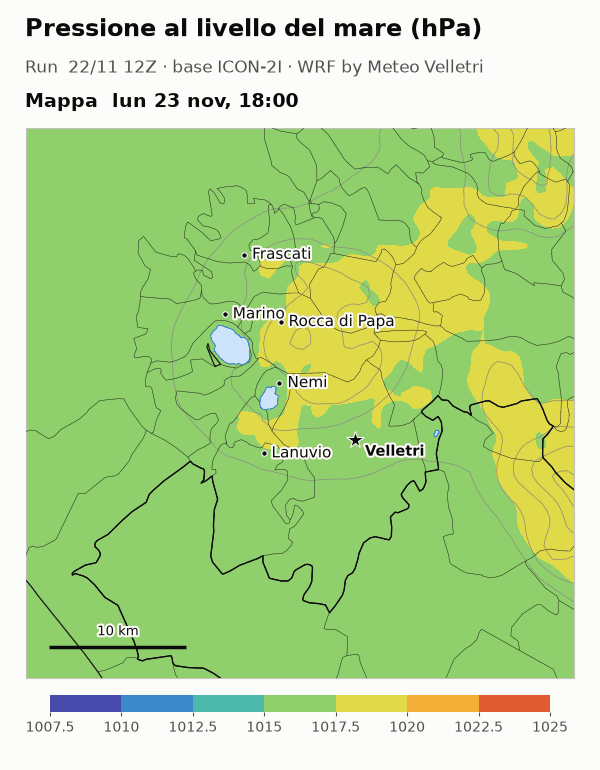 Pressione al livello del mare (hPa)
Run  22/11 12Z · base ICON-2I · WRF by Meteo Velletri
Mappa  lun 23 nov, 18:00
Frascati
Marino
Rocca di Papa
Nemi
Velletri
Lanuvio
10 km
1007.5 1010 1012.5 1015 1017.5 1020 1022.5 1025